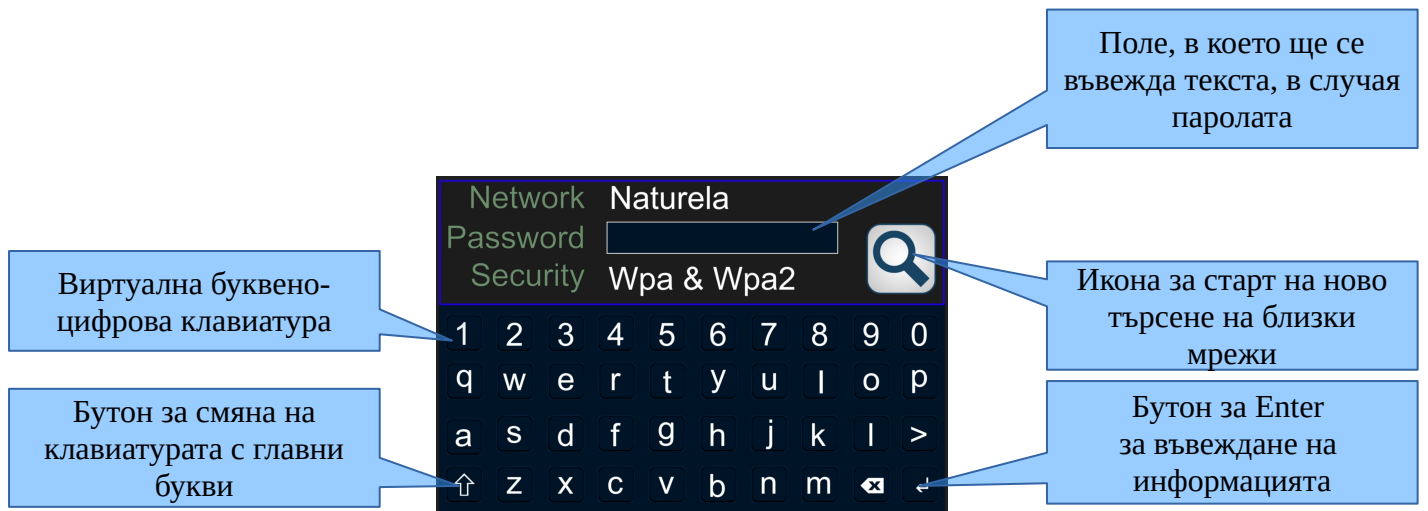 Поле, в което ще се
въвежда текста, в случая
паролата
Network Naturela
Password
Security Wpa & Wpa2
Виртуална буквено-
цифрова клавиатура
Икона за старт на ново
търсене на близки
мрежи
1 2 3 4 5 6 7 8 9 0
q w e r t y u I o p
a s d f g h j k l >
⇧ z x c v b n m ⌫ ↵
Бутон за смяна на
клавиатурата с главни
букви
Бутон за Enter
за въвеждане на
информацията